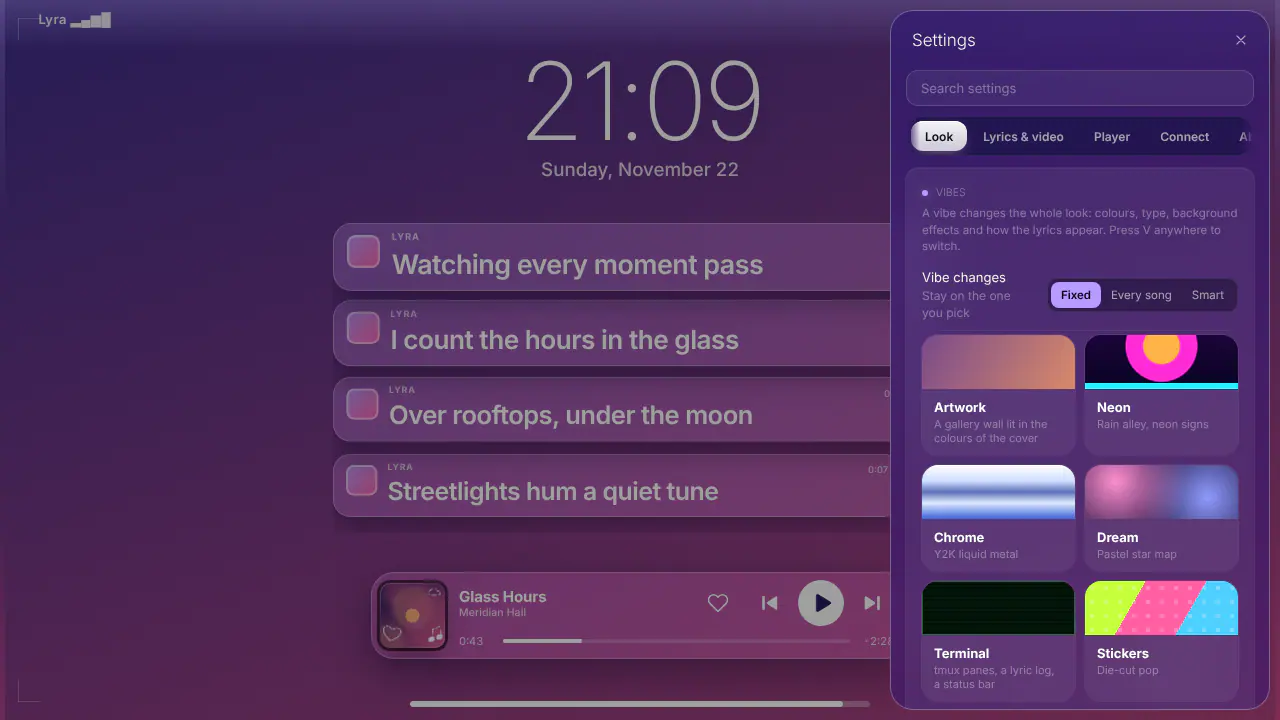 Lyra
21:09
Sunday, November 22
LYRA
Watching every moment pass
LYRA
I count the hours in the glass
LYRA
Over rooftops, under the moon
LYRA
0:07
Streetlights hum a quiet tune
Glass Hours
Meridian Hall
0:43
Settings
Search settings
Look
Lyrics & video
Player
Connect
VIBES
A vibe changes the whole look: colours, type, background
effects and how the lyrics appear. Press V anywhere to
switch.
Vibe changes
Stay on the one
you pick
Fixed
Every song
Smart
Artwork
A gallery wall lit in the
colours of the cover
Neon
Rain alley, neon signs
Chrome
Y2K liquid metal
Dream
Pastel star map
Terminal
tmux panes, a lyric log,
a status bar
Stickers
Die-cut pop